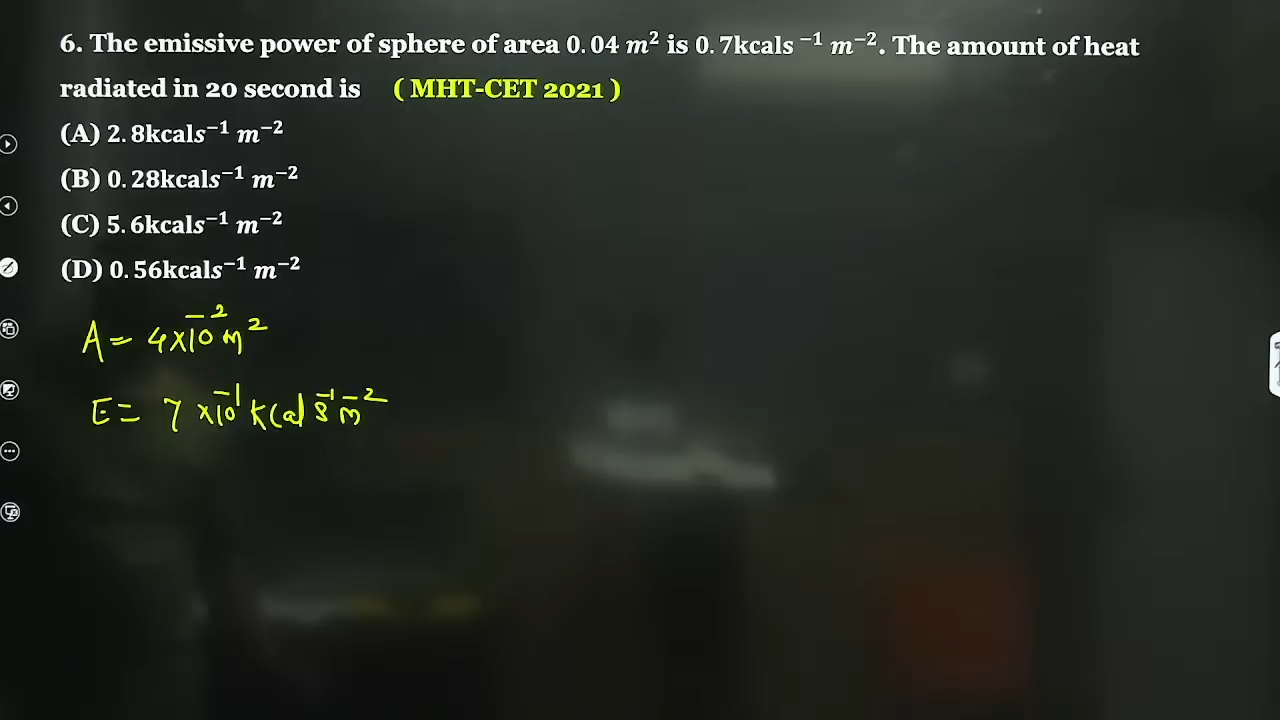 6. The emissive power of sphere of area 0.04 m² is 0.7kcals ⁻¹ m⁻². The amount of heat
radiated in 20 second is ( MHT-CET 2021 )
(A) 2.8kcals⁻¹ m⁻²
(B) 0.28kcals⁻¹ m⁻²
(C) 5.6kcals⁻¹ m⁻²
(D) 0.56kcals⁻¹ m⁻²
A = 4×10⁻² m²
E = 7 ×10⁻¹ kcal s⁻¹ m⁻²